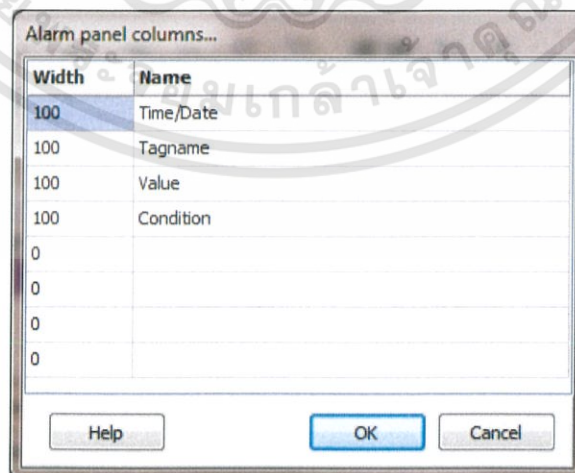 Alarm panel columns...
Width Name
100 Time/Date
100 Tagname
100 Value
100 Condition
0
0
0
0
Help OK Cancel